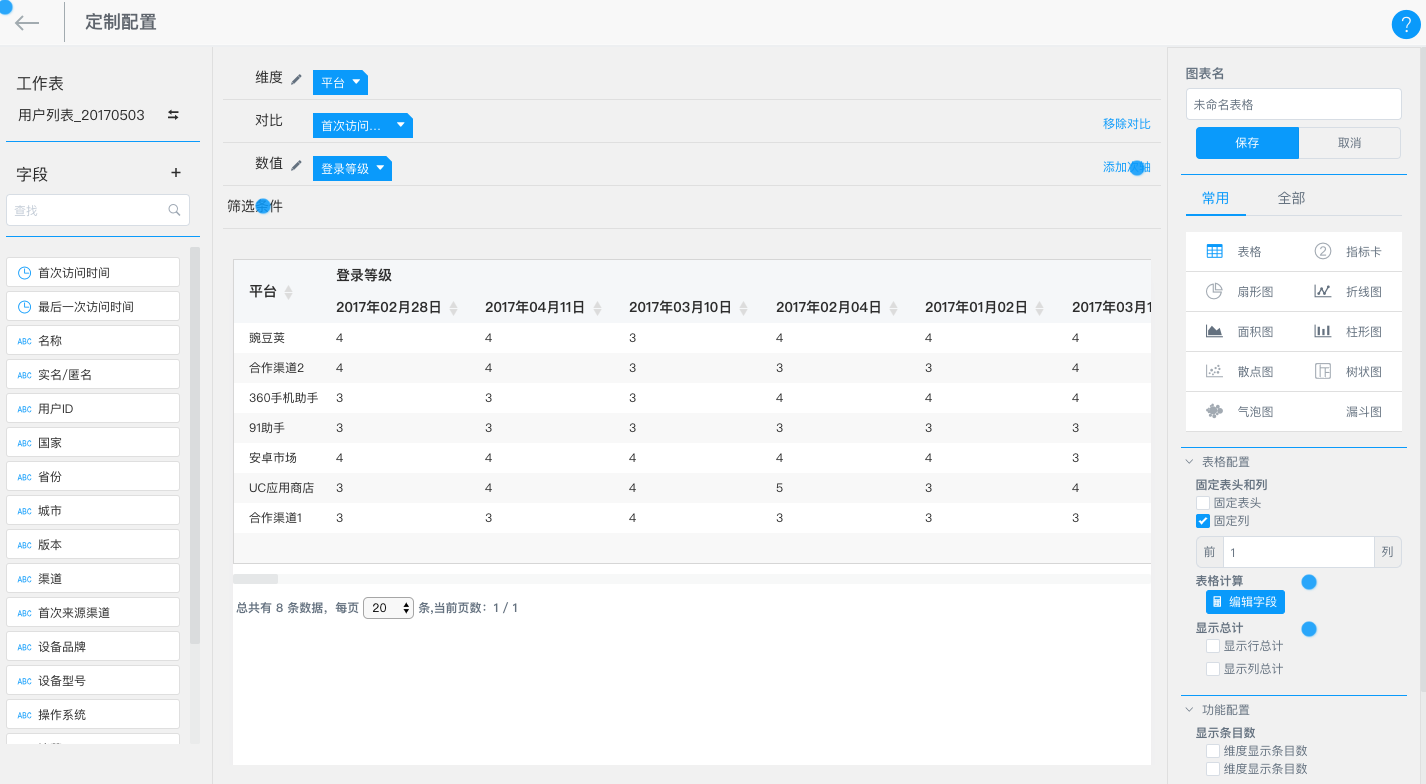 定制配置
?
工作表
用户列表_20170503
字段
+
查找
首次访问时间
最后一次访问时间
ABC 名称
ABC 实名/匿名
ABC 用户ID
ABC 国家
ABC 省份
ABC 城市
ABC 版本
ABC 渠道
ABC 首次来源渠道
ABC 设备品牌
ABC 设备型号
ABC 操作系统
维度 平台
对比 首次访问... 移除对比
数值 登录等级 添加 轴
筛选 件
平台 登录等级
2017年02月28日 2017年04月11日 2017年03月10日 2017年02月04日 2017年01月02日 2017年03月1
豌豆荚 4 4 3 4 4 4
合作渠道2 4 4 3 3 3 4
360手机助手 3 3 3 4 4 4
91助手 3 3 3 3 3 3
安卓市场 4 4 4 4 4 3
UC应用商店 3 4 4 5 3 4
合作渠道1 3 3 4 3 3 3
总共有 8 条数据，每页 20 条,当前页数：1 / 1
图表名
未命名表格
保存 取消
常用 全部
表格 2 指标卡
扇形图 折线图
面积图 柱形图
散点图 树状图
气泡图 漏斗图
表格配置
固定表头和列
固定表头
固定列
前 1 列
表格计算
编辑字段
显示总计
显示行总计
显示列总计
功能配置
显示条目数
维度显示条目数
维度显示条目数